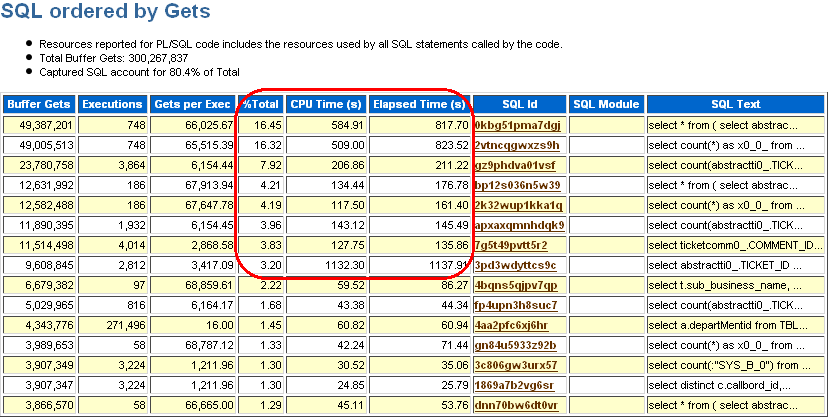 SQL ordered by Gets
Resources reported for PL/SQL code includes the resources used by all SQL statements called by the code.
Total Buffer Gets: 300,267,837
Captured SQL account for 80.4% of Total
Buffer Gets Executions Gets per Exec %Total CPU Time (s) Elapsed Time (s) SQL Id SQL Module SQL Text
49,387,201 748 66,025.67 16.45 584.91 817.70 0kbg51pma7dgj select * from ( select abstrac...
49,005,513 748 65,515.39 16.32 509.00 823.52 2vtncqgwxzs9h select count(*) as x0_0_ from ...
23,780,758 3,864 6,154.44 7.92 206.86 211.22 gz9phdva01vsf select count(abstractti0_.TICK...
12,631,992 186 67,913.94 4.21 134.44 176.78 bp12s036n5w39 select * from ( select abstrac...
12,582,488 186 67,647.78 4.19 117.50 161.40 2k32wup1kka1q select count(*) as x0_0_ from ...
11,890,395 1,932 6,154.45 3.96 143.12 145.49 apxaxqmnhdqk9 select count(abstractti0_.TICK...
11,514,498 4,014 2,868.58 3.83 127.75 135.86 7g5t49pvtt5r2 select ticketcomm0_.COMMENT_ID...
9,608,845 2,812 3,417.09 3.20 1132.30 1137.91 3pd3wdyttcs9c select abstractti0_.TICKET_ID ...
6,679,382 97 68,859.61 2.22 59.52 86.27 4bqns5qjpv7qp select t.sub_business_name, ...
5,029,965 816 6,164.17 1.68 43.38 44.34 fp4upn3h8suc7 select count(abstractti0_.TICK...
4,343,776 271,496 16.00 1.45 60.82 60.94 4aa2pfc6xj6hr select a.departMentid from TBL...
3,989,653 58 68,787.12 1.33 42.24 71.44 gn84u5933z92b select count(*) as x0_0_ from ...
3,907,349 3,224 1,211.96 1.30 30.52 35.06 3c806gw3urx57 select count(:"SYS_B_0") from ...
3,907,347 3,224 1,211.96 1.30 24.85 25.79 1869a7b2vg6sr select distinct c.callbord_id,...
3,866,570 58 66,665.00 1.29 45.11 53.76 dnn70bw6dt0vr select * from ( select abstrac...